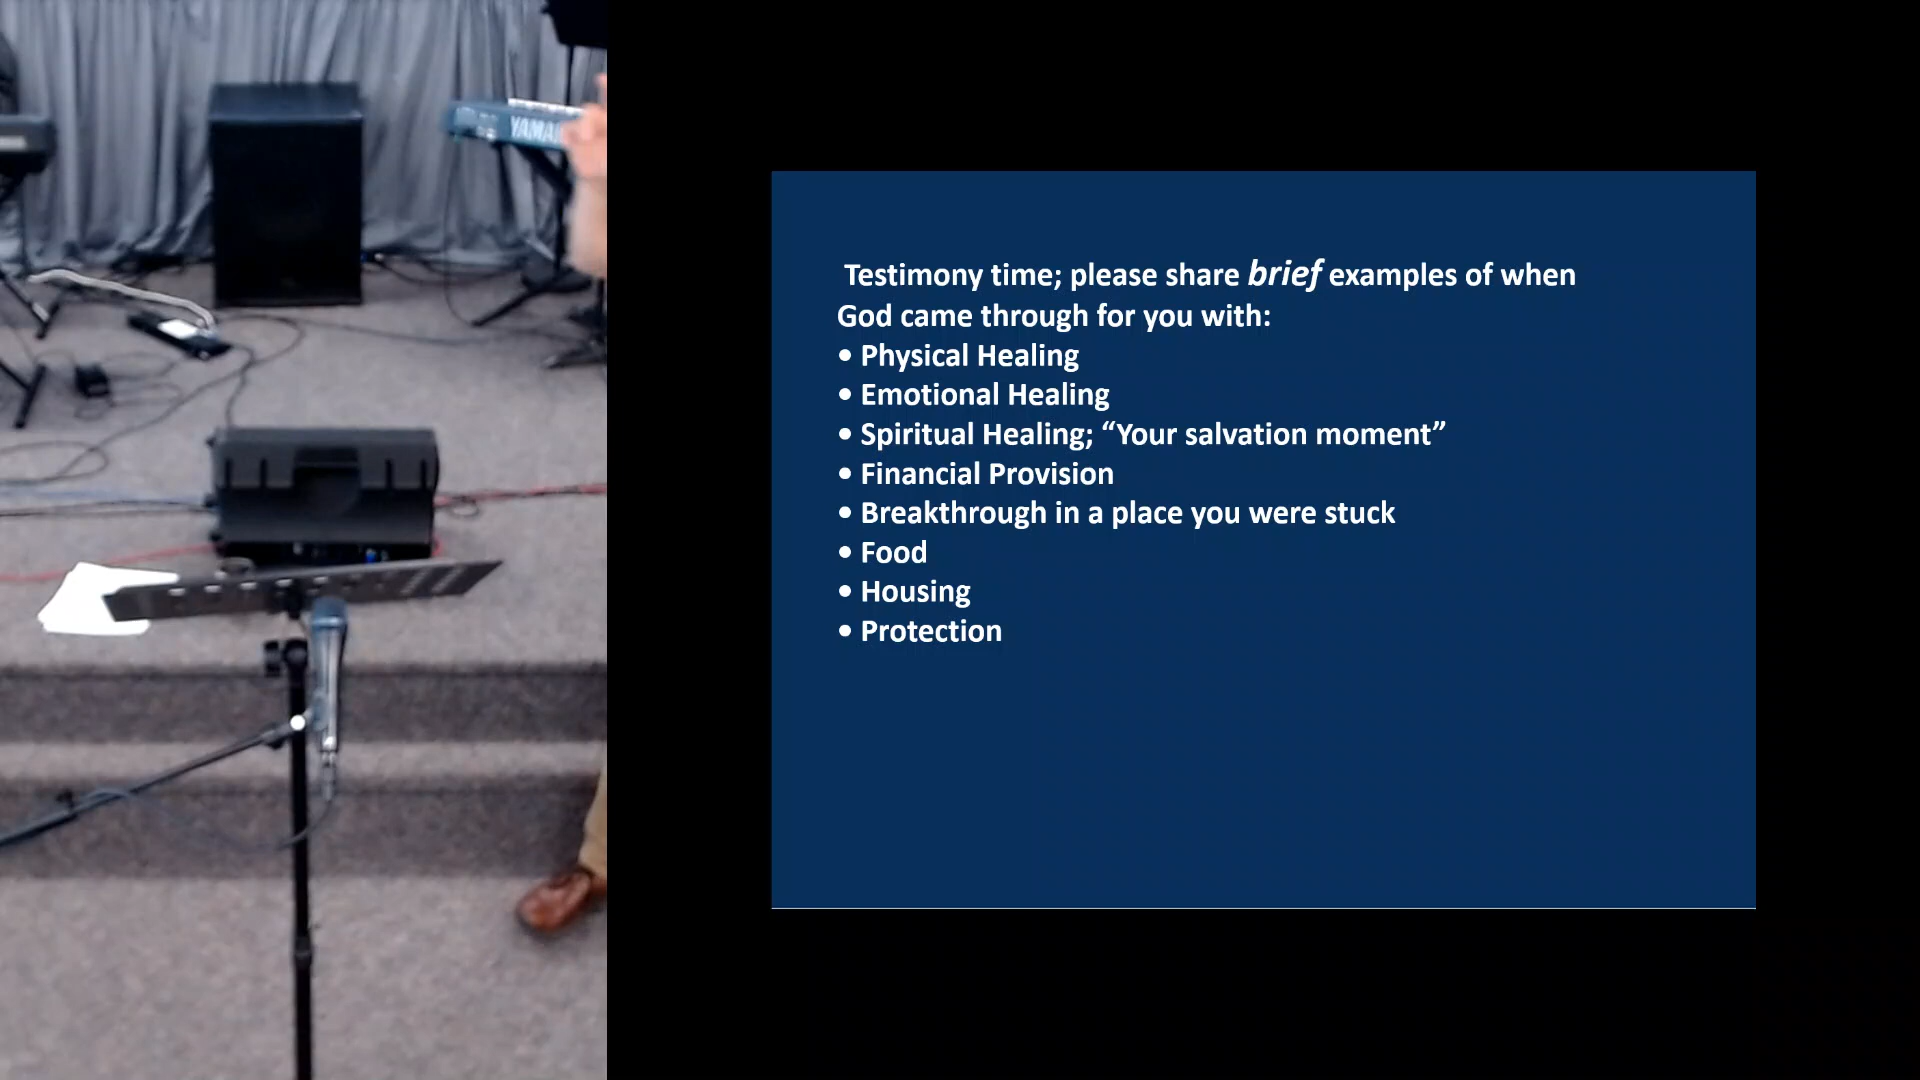 YAMA
Testimony time; please share brief examples of when
God came through for you with:
• Physical Healing
• Emotional Healing
• Spiritual Healing; “Your salvation moment”
• Financial Provision
• Breakthrough in a place you were stuck
• Food
• Housing
• Protection